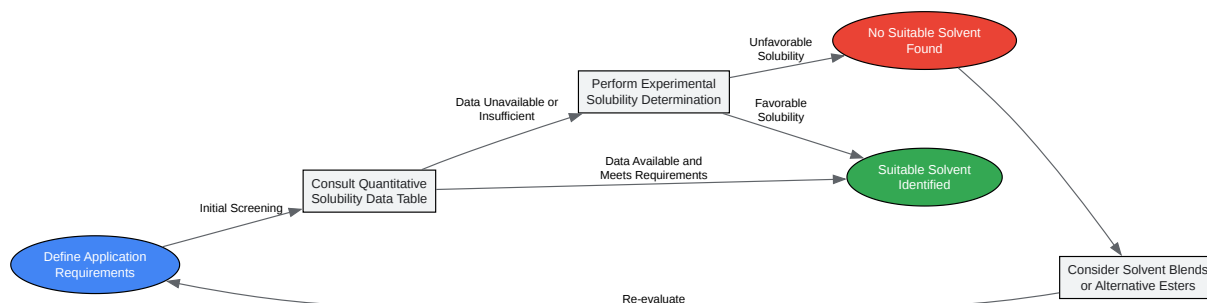 No Suitable Solvent
Found
Unfavorable
Solubility
Perform Experimental
Solubility Determination
Data Unavailable or
Insufficient
Favorable
Solubility
Data Available and
Meets Requirements
Suitable Solvent
Identified
Consult Quantitative
Solubility Data Table
Initial Screening
Define Application
Requirements
Consider Solvent Blends
or Alternative Esters
Re-evaluate